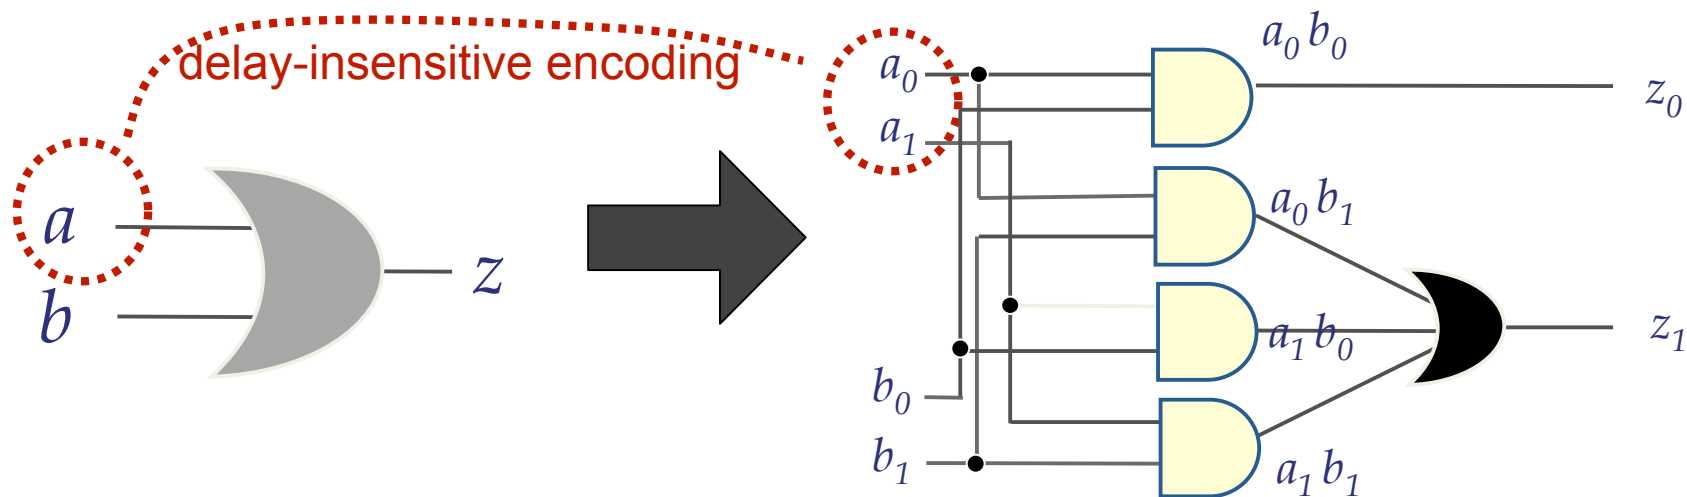 delay-insensitive encoding
a
b
z
a₀
a₁
b₀
b₁
a₀ b₀
a₀ b₁
a₁ b₀
a₁ b₁
z₀
z₁